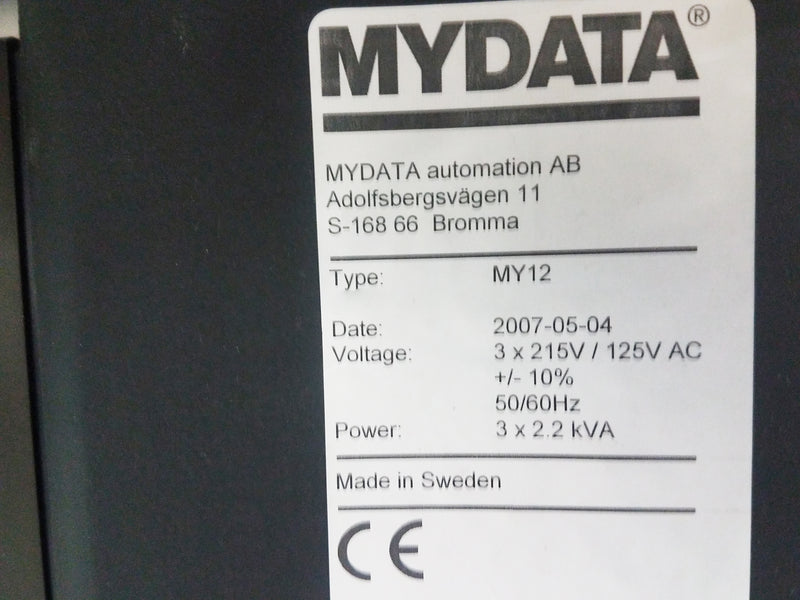 MYDATA®
MYDATA automation AB
Adolfsbergsvägen 11
S-168 66 Bromma
Type: MY12
Date: 2007-05-04
Voltage: 3 x 215V / 125V AC
+/- 10%
50/60Hz
Power: 3 x 2.2 kVA
Made in Sweden
CE